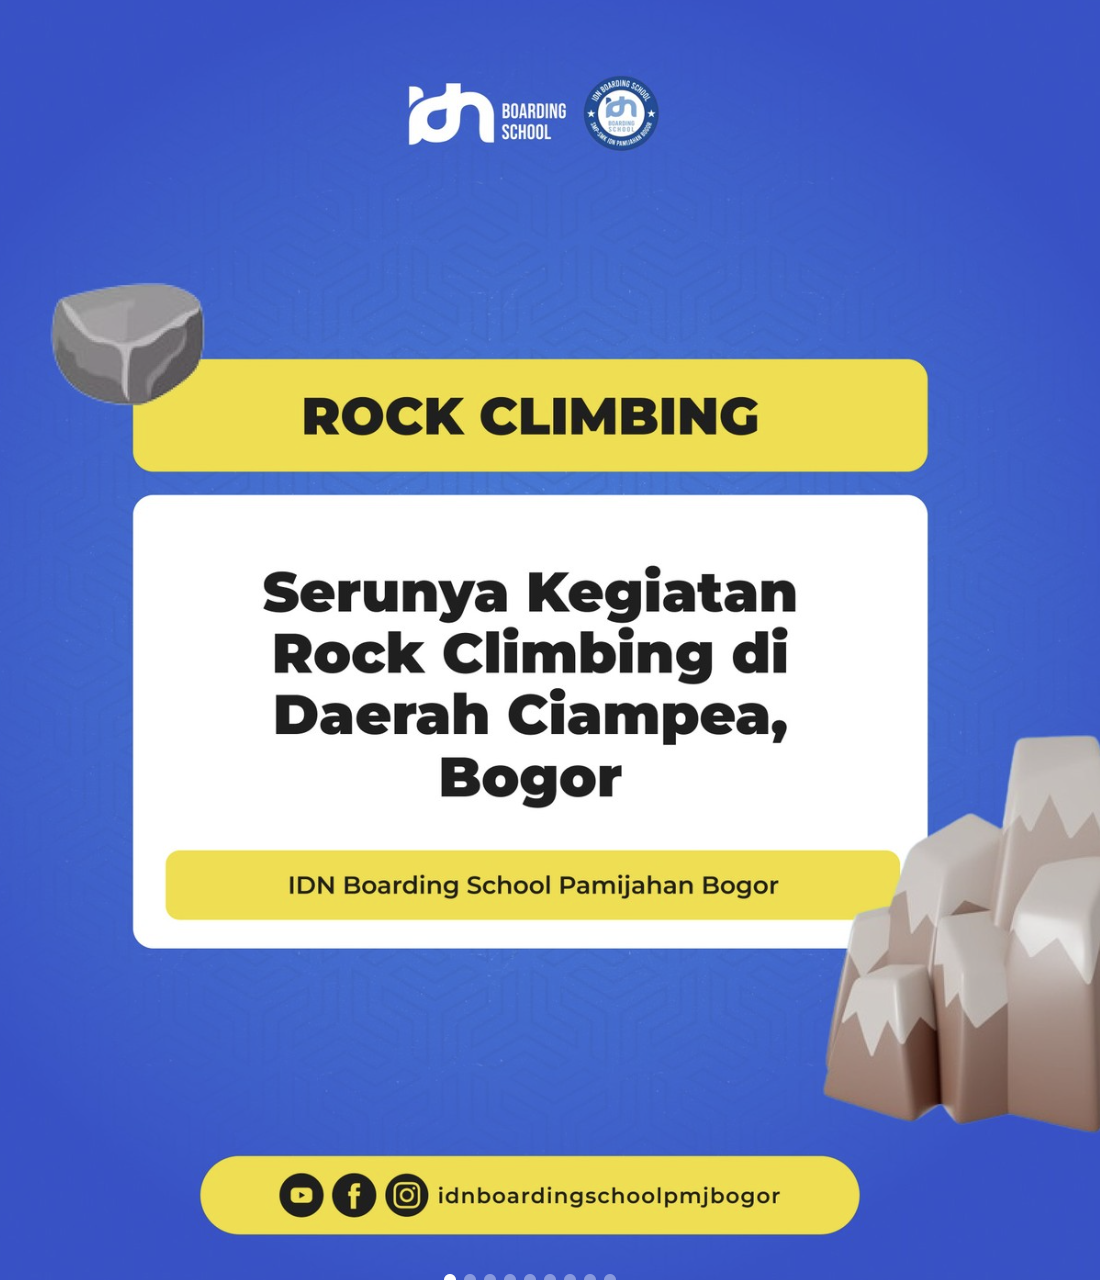 idn BOARDING
SCHOOL
IDN BOARDING SCHOOL
idn
BOARDING
SCHOOL
SMP-SMK IDN PAMIJAHAN BOGOR
ROCK CLIMBING
Serunya Kegiatan
Rock Climbing di
Daerah Ciampea,
Bogor
IDN Boarding School Pamijahan Bogor
idnboardingschoolpmjbogor